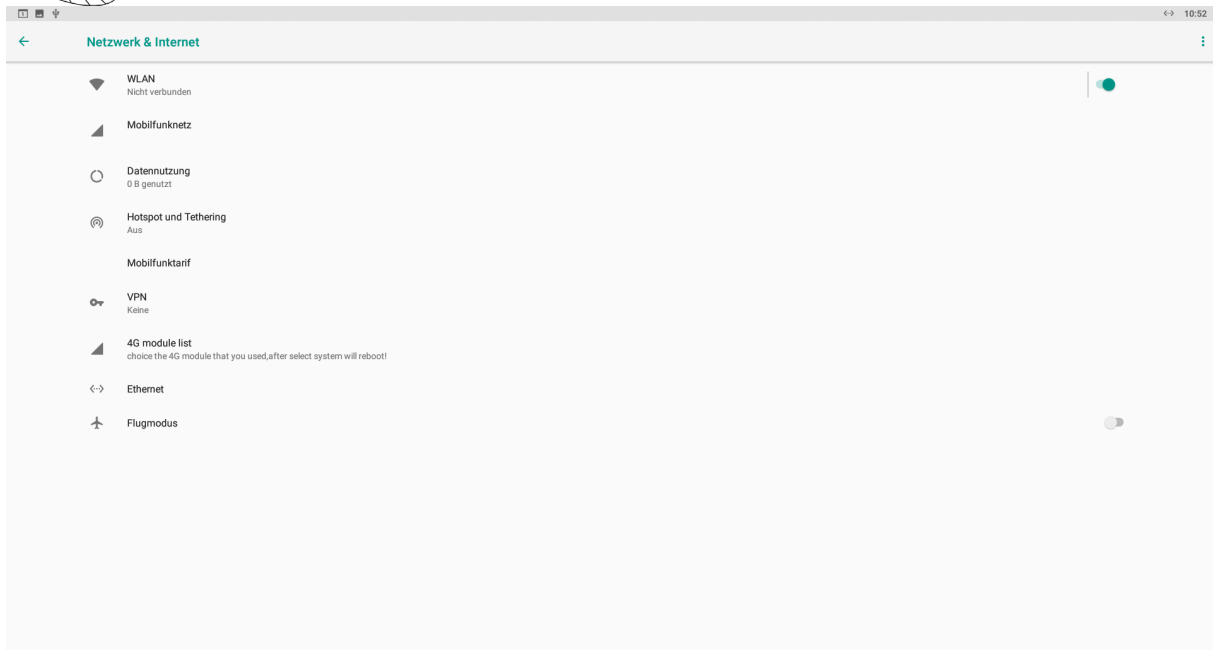 10:52
Netzwerk & Internet
WLAN
Nicht verbunden
Mobilfunknetz
Datennutzung
0 B genutzt
Hotspot und Tethering
Aus
Mobilfunktarif
VPN
Keine
4G module list
choice the 4G module that you used,after select system will reboot!
Ethernet
Flugmodus